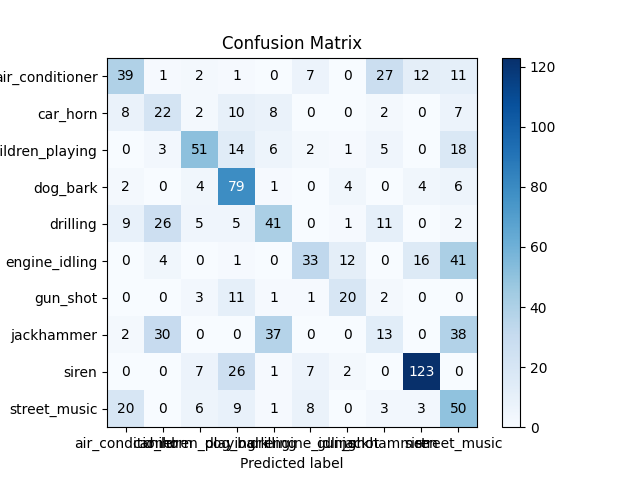 Confusion Matrix
air_conditioner 39 1 2 1 0 7 0 27 12 11
car_horn 8 22 2 10 8 0 0 2 0 7
ildren_playing 0 3 51 14 6 2 1 5 0 18
dog_bark 2 0 4 79 1 0 4 0 4 6
drilling 9 26 5 5 41 0 1 11 0 2
engine_idling 0 4 0 1 0 33 12 0 16 41
gun_shot 0 0 3 11 1 1 20 2 0 0
jackhammer 2 30 0 0 37 0 0 13 0 38
siren 0 0 7 26 1 7 2 0 123 0
street_music 20 0 6 9 1 8 0 3 3 50
street_music
Predicted label
120
100
80
60
40
20
0